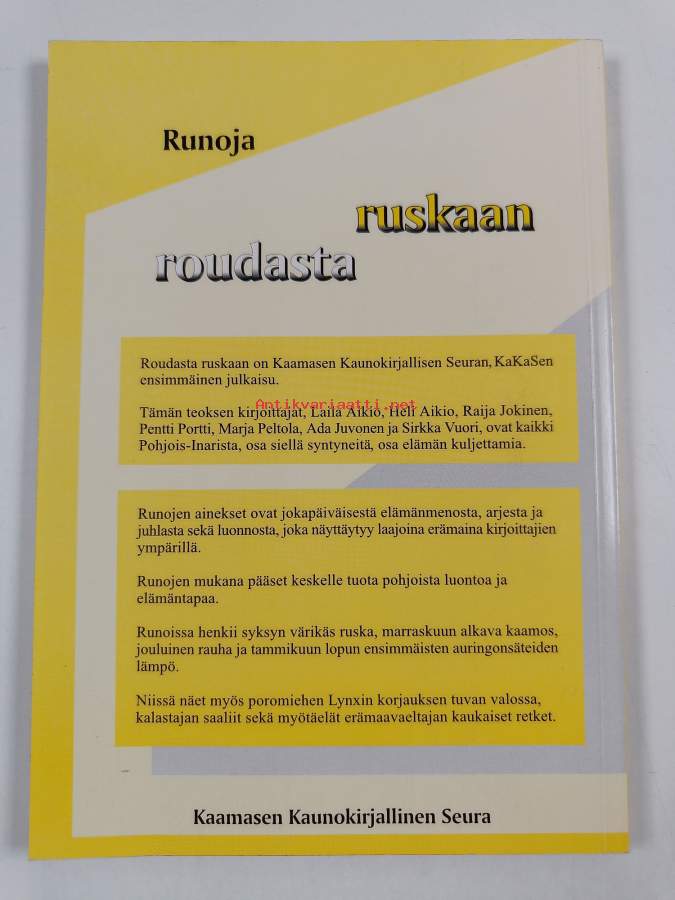 Runoja
ruskaan
roudasta
Roudasta ruskaan on Kaamasen Kaunokirjallisen Seuran, KaKaSen
ensimmäinen julkaisu.
Antikvariaatti.net
Tämän teoksen kirjoittajat, Laila Aikio, Heli Aikio, Raija Jokinen,
Pentti Portti, Marja Peltola, Ada Juvonen ja Sirkka Vuori, ovat kaikki
Pohjois-Inarista, osa siellä syntyneitä, osa elämän kuljettamia.
Runojen ainekset ovat jokapäiväisestä elämänmenosta, arjesta ja
juhlasta sekä luonnosta, joka näyttäytyy laajoina erämaina kirjoittajien
ympärillä.
Runojen mukana pääset keskelle tuota pohjoista luontoa ja
elämäntapaa.
Runoissa henkii syksyn värikäs ruska, marraskuun alkava kaamos,
jouluinen rauha ja tammikuun lopun ensimmäisten auringonsäteiden
lämpö.
Niissä näet myös poromiehen Lynxin korjauksen tuvan valossa,
kalastajan saaliit sekä myötäelät erämaavaeltajan kaukaiset retket.
Kaamasen Kaunokirjallinen Seura